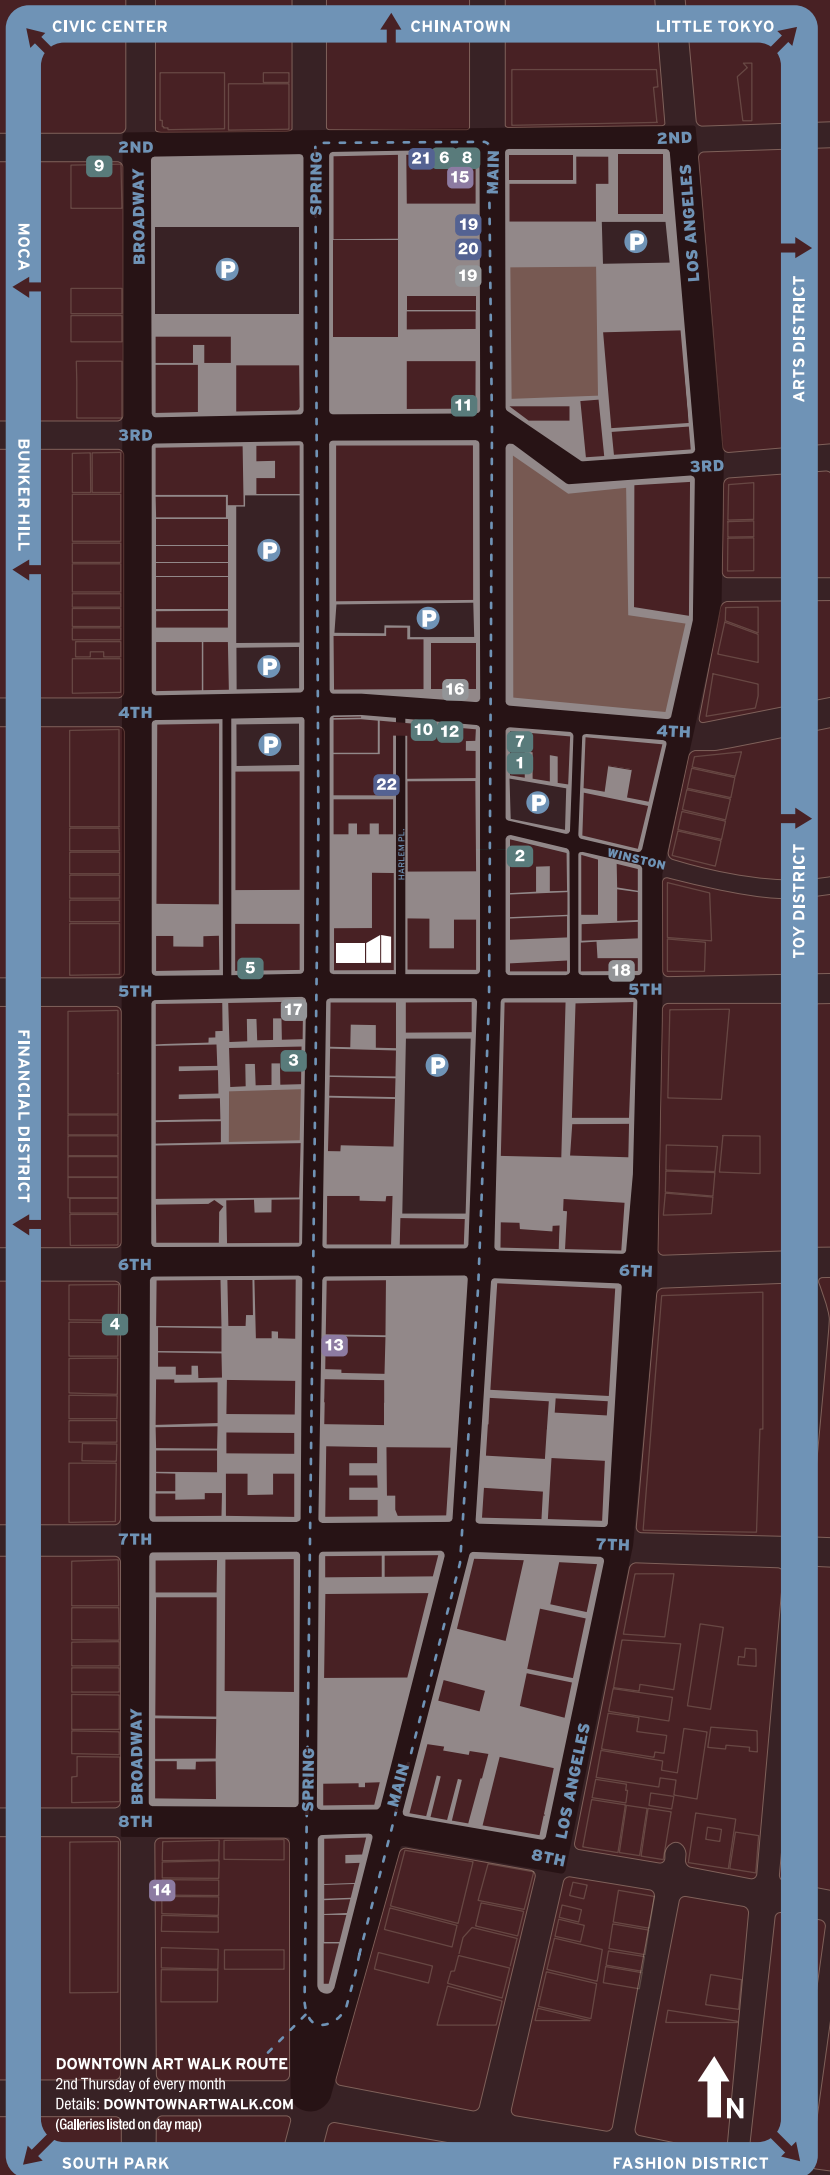 CIVIC CENTER
CHINATOWN
LITTLE TOKYO
2ND
2ND
BROADWAY
SPRING
MAIN
LOS ANGELES
9
21
6
8
15
19
20
19
P
P
MOCA
ARTS DISTRICT
11
3RD
3RD
BUNKER HILL
P
P
P
16
4TH
4TH
P
10
12
7
1
22
P
HARLEM PL.
2
WINSTON
TOY DISTRICT
5
18
5TH
5TH
17
3
P
FINANCIAL DISTRICT
6TH
6TH
4
13
7TH
7TH
BROADWAY
SPRING
MAIN
LOS ANGELES
8TH
8TH
14
DOWNTOWN ART WALK ROUTE
2nd Thursday of every month
Details: DOWNTOWNARTWALK.COM
(Galleries listed on day map)
N
SOUTH PARK
FASHION DISTRICT